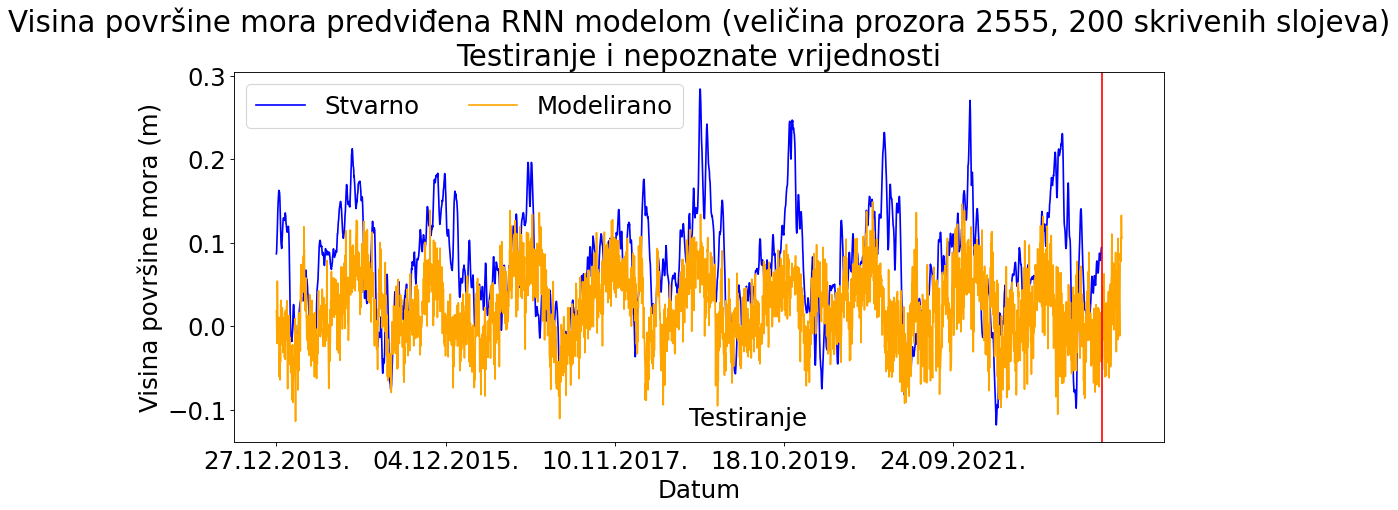 Visina površine mora predviđena RNN modelom (veličina prozora 2555, 200 skrivenih slojeva)
Testiranje i nepoznate vrijednosti
Stvarno
Modelirano
Visina površine mora (m)
0.3
0.2
0.1
0.0
−0.1
Testiranje
27.12.2013.
04.12.2015.
10.11.2017.
18.10.2019.
24.09.2021.
Datum